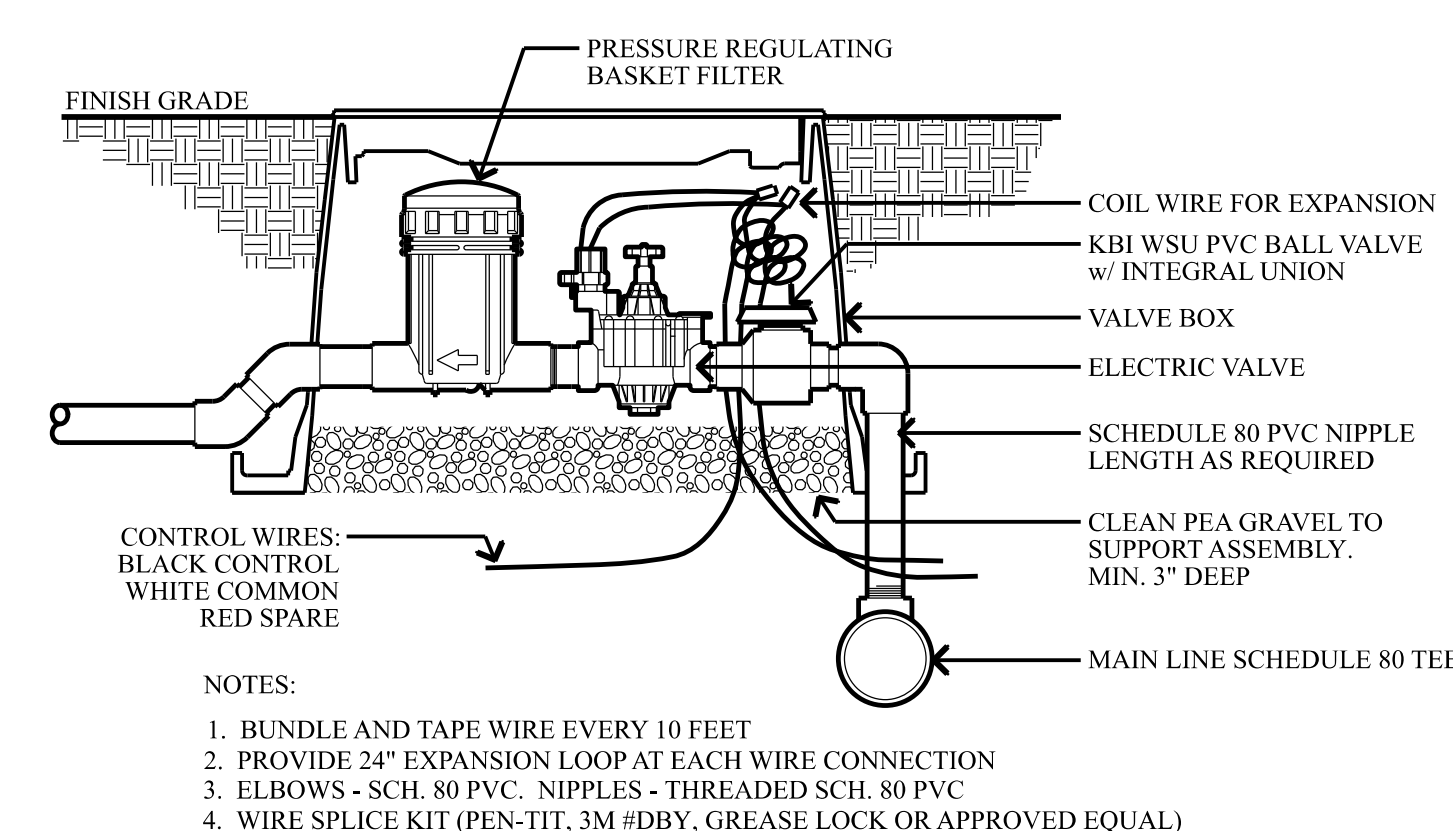 PRESSURE REGULATING
BASKET FILTER
FINISH GRADE
COIL WIRE FOR EXPANSION
KBI WSU PVC BALL VALVE
w/ INTEGRAL UNION
VALVE BOX
ELECTRIC VALVE
SCHEDULE 80 PVC NIPPLE
LENGTH AS REQUIRED
CLEAN PEA GRAVEL TO
SUPPORT ASSEMBLY.
MIN. 3" DEEP
CONTROL WIRES:
BLACK CONTROL
WHITE COMMON
RED SPARE
MAIN LINE SCHEDULE 80 TEE
NOTES:
1. BUNDLE AND TAPE WIRE EVERY 10 FEET
2. PROVIDE 24" EXPANSION LOOP AT EACH WIRE CONNECTION
3. ELBOWS - SCH. 80 PVC. NIPPLES - THREADED SCH. 80 PVC
4. WIRE SPLICE KIT (PEN-TIT, 3M #DBY, GREASE LOCK OR APPROVED EQUAL)